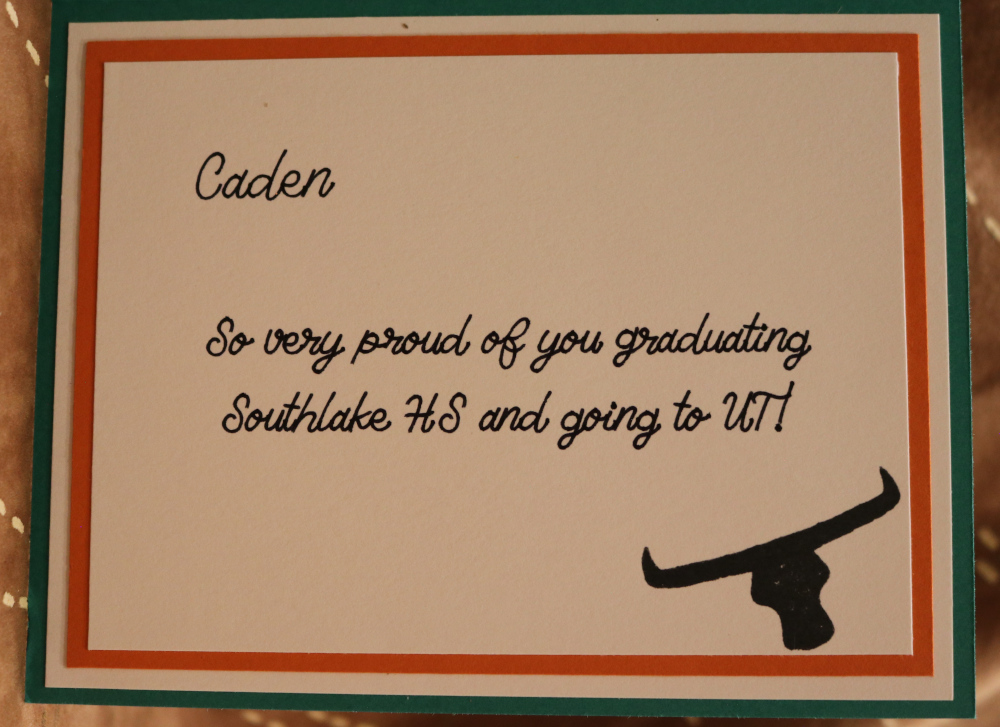 Caden
So very proud of you graduating
Southlake HS and going to UT!